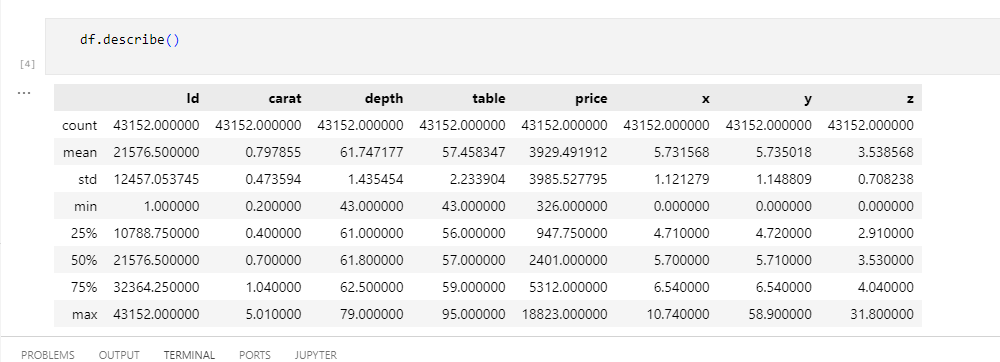 df.describe()
[4]
...
Id carat depth table price x y z
count 43152.000000 43152.000000 43152.000000 43152.000000 43152.000000 43152.000000 43152.000000 43152.000000
mean 21576.500000 0.797855 61.747177 57.458347 3929.491912 5.731568 5.735018 3.538568
std 12457.053745 0.473594 1.435454 2.233904 3985.527795 1.121279 1.148809 0.708238
min 1.000000 0.200000 43.000000 43.000000 326.000000 0.000000 0.000000 0.000000
25% 10788.750000 0.400000 61.000000 56.000000 947.750000 4.710000 4.720000 2.910000
50% 21576.500000 0.700000 61.800000 57.000000 2401.000000 5.700000 5.710000 3.530000
75% 32364.250000 1.040000 62.500000 59.000000 5312.000000 6.540000 6.540000 4.040000
max 43152.000000 5.010000 79.000000 95.000000 18823.000000 10.740000 58.900000 31.800000
PROBLEMS OUTPUT TERMINAL PORTS JUPYTER